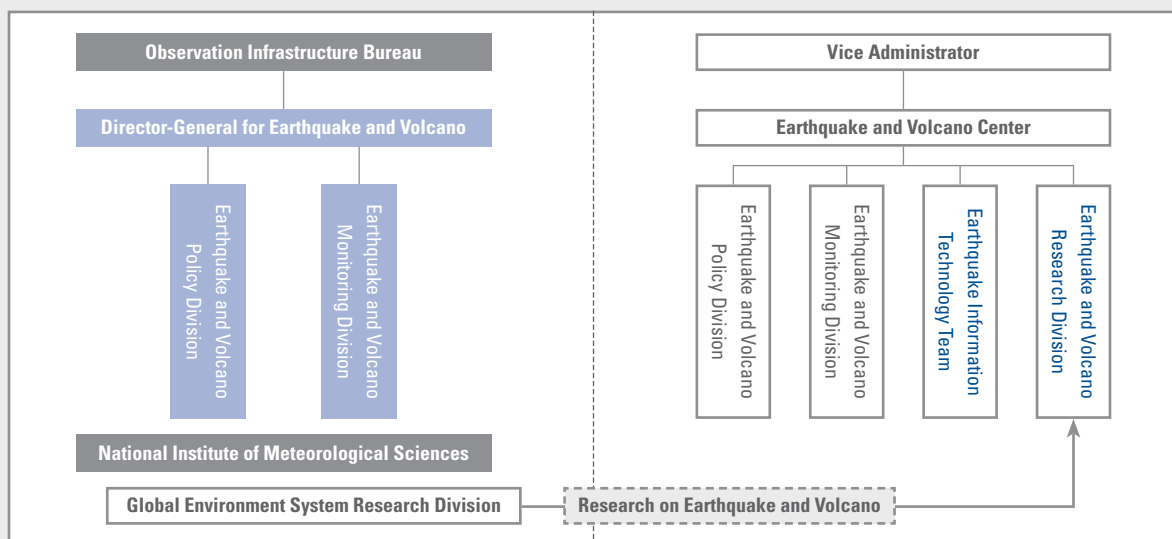 Observation Infrastructure Bureau
Director-General for Earthquake and Volcano
Earthquake and Volcano
Policy Division
Earthquake and Volcano
Monitoring Division
National Institute of Meteorological Sciences
Global Environment System Research Division
Research on Earthquake and Volcano
Vice Administrator
Earthquake and Volcano Center
Earthquake and Volcano
Policy Division
Earthquake and Volcano
Monitoring Division
Earthquake Information
Technology Team
Earthquake and Volcano
Research Division